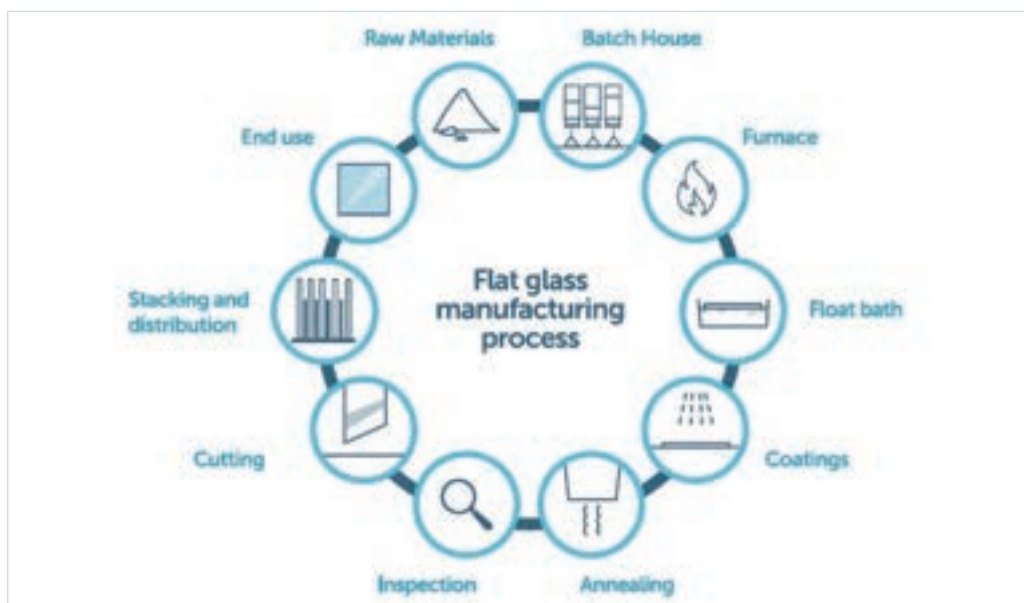 Raw Materials
Batch House
End use
Furnace
Flat glass
manufacturing
process
Stacking and
distribution
Float bath
Cutting
Coatings
Inspection
Annealing